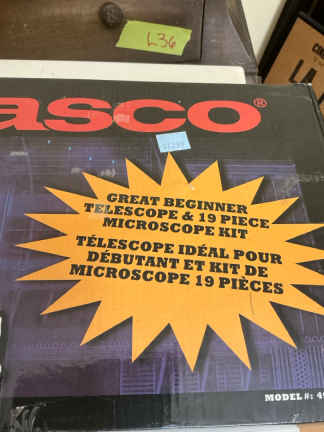 L36
asco®
GREAT BEGINNER
TELESCOPE & 19 PIECE
MICROSCOPE KIT
TÉLESCOPE IDÉAL POUR
DÉBUTANT ET KIT DE
MICROSCOPE 19 PIÈCES
MODEL #: 49